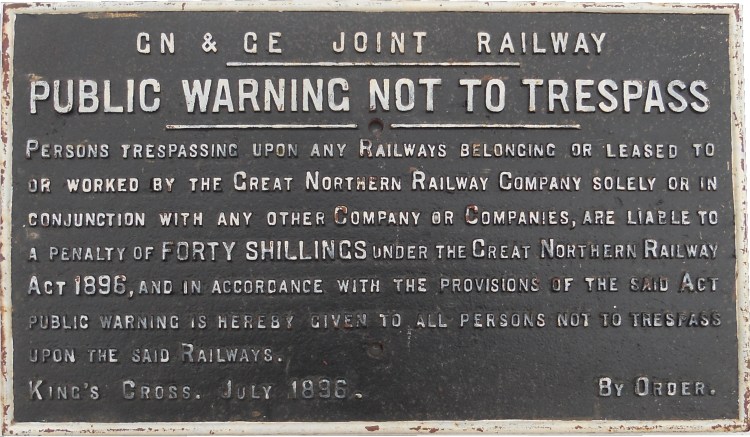 GN & GE JOINT RAILWAY
PUBLIC WARNING NOT TO TRESPASS
PERSONS TRESPASSING UPON ANY RAILWAYS BELONGING OR LEASED TO
OR WORKED BY THE GREAT NORTHERN RAILWAY COMPANY SOLELY OR IN
CONJUNCTION WITH ANY OTHER COMPANY OR COMPANIES, ARE LIABLE TO
A PENALTY OF FORTY SHILLINGS UNDER THE GREAT NORTHERN RAILWAY
ACT 1896, AND IN ACCORDANCE WITH THE PROVISIONS OF THE SAID ACT
PUBLIC WARNING IS HEREBY GIVEN TO ALL PERSONS NOT TO TRESPASS
UPON THE SAID RAILWAYS.
KING'S CROSS. JULY 1896. BY ORDER.